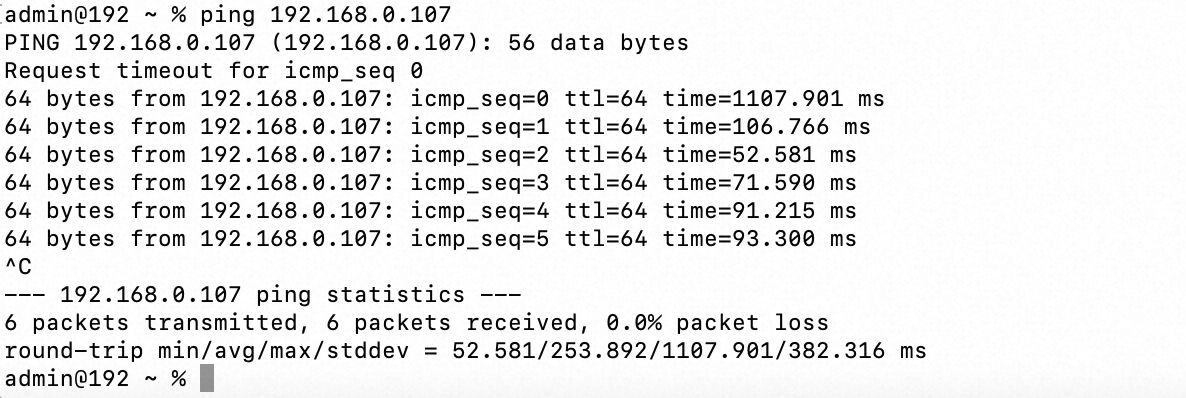 admin@192 ~ % ping 192.168.0.107
PING 192.168.0.107 (192.168.0.107): 56 data bytes
Request timeout for icmp_seq 0
64 bytes from 192.168.0.107: icmp_seq=0 ttl=64 time=1107.901 ms
64 bytes from 192.168.0.107: icmp_seq=1 ttl=64 time=106.766 ms
64 bytes from 192.168.0.107: icmp_seq=2 ttl=64 time=52.581 ms
64 bytes from 192.168.0.107: icmp_seq=3 ttl=64 time=71.590 ms
64 bytes from 192.168.0.107: icmp_seq=4 ttl=64 time=91.215 ms
64 bytes from 192.168.0.107: icmp_seq=5 ttl=64 time=93.300 ms
^C
--- 192.168.0.107 ping statistics ---
6 packets transmitted, 6 packets received, 0.0% packet loss
round-trip min/avg/max/stddev = 52.581/253.892/1107.901/382.316 ms
admin@192 ~ %